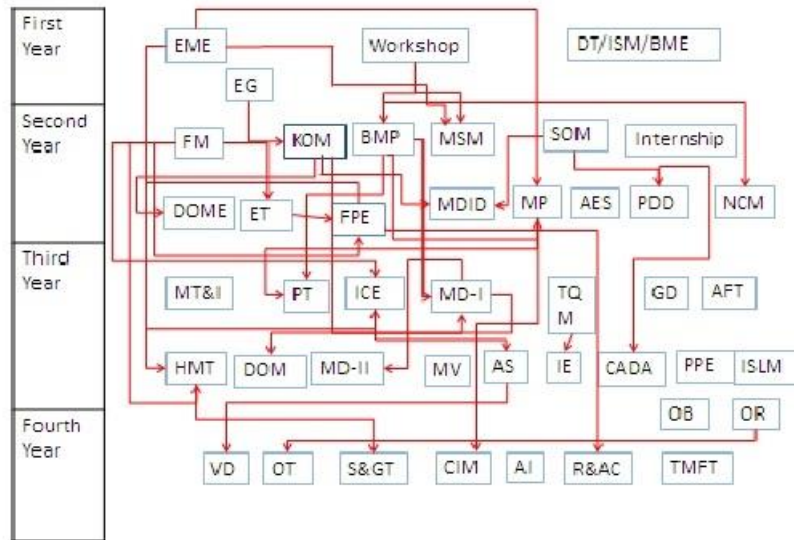 First
Year
EME
Workshop
DT/ISM/BME
EG
Second
Year
FM
KOM
BMP
MSM
SOM
Internship
DOME
ET
FPE
MDID
MP
AES
PDD
NCM
Third
Year
MT&I
PT
ICE
MD-I
TQ
M
GD
AFT
HMT
DOM
MD-II
MV
AS
IE
CADA
PPE
ISLM
OB
OR
Fourth
Year
VD
OT
S&GT
CIM
AI
R&AC
TMFT